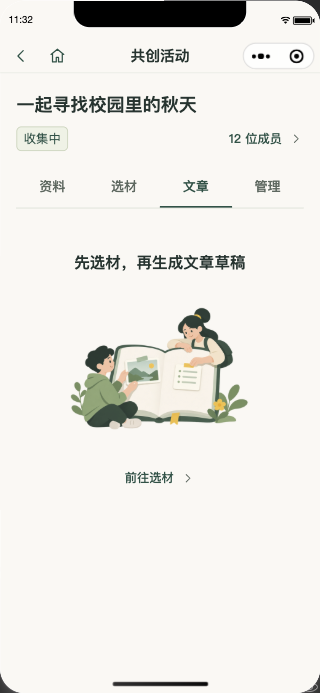 11:32
共创活动
一起寻找校园里的秋天
收集中
12 位成员
资料 选材 文章 管理
先选材，再生成文章草稿
前往选材